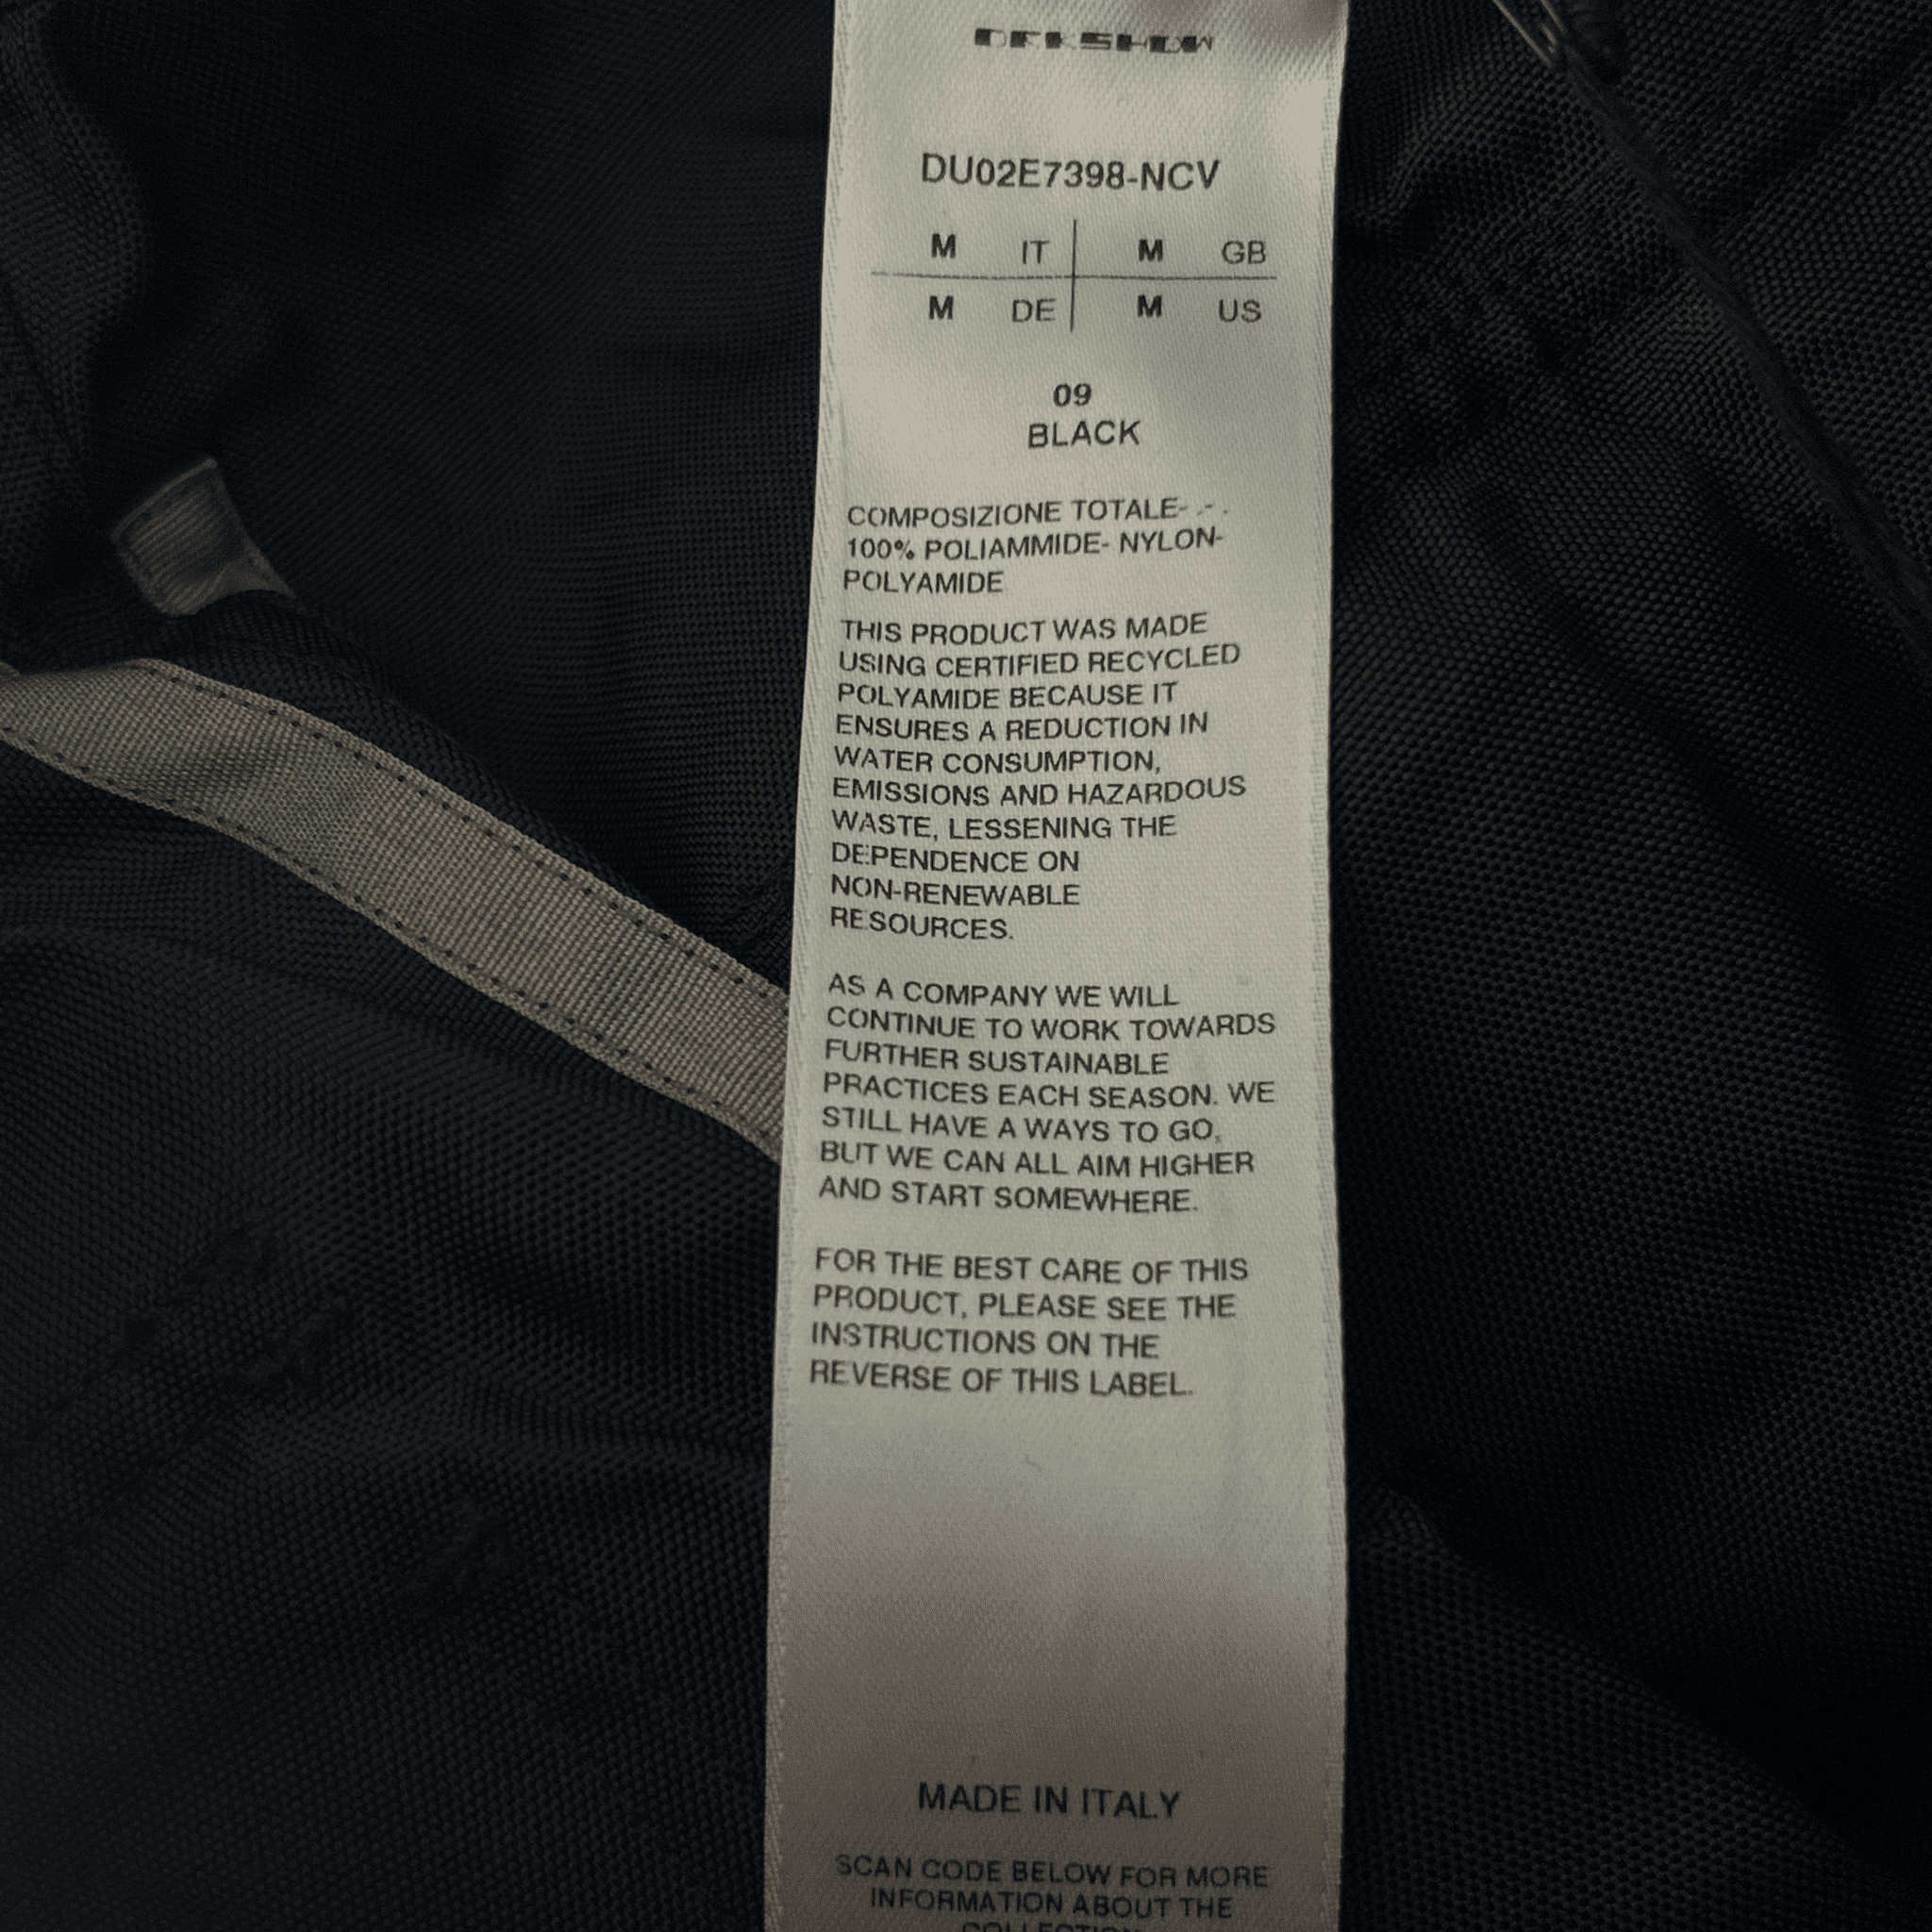 DRKSHDW
DU02E7398-NCV
M IT M GB
M DE M US
09
BLACK
COMPOSIZIONE TOTALE- - .
100% POLIAMMIDE- NYLON-
POLYAMIDE
THIS PRODUCT WAS MADE
USING CERTIFIED RECYCLED
POLYAMIDE BECAUSE IT
ENSURES A REDUCTION IN
WATER CONSUMPTION,
EMISSIONS AND HAZARDOUS
WASTE, LESSENING THE
DEPENDENCE ON
NON-RENEWABLE
RESOURCES.
AS A COMPANY WE WILL
CONTINUE TO WORK TOWARDS
FURTHER SUSTAINABLE
PRACTICES EACH SEASON. WE
STILL HAVE A WAYS TO GO,
BUT WE CAN ALL AIM HIGHER
AND START SOMEWHERE.
FOR THE BEST CARE OF THIS
PRODUCT, PLEASE SEE THE
INSTRUCTIONS ON THE
REVERSE OF THIS LABEL.
MADE IN ITALY
SCAN CODE BELOW FOR MORE
INFORMATION ABOUT THE
COLLECTION